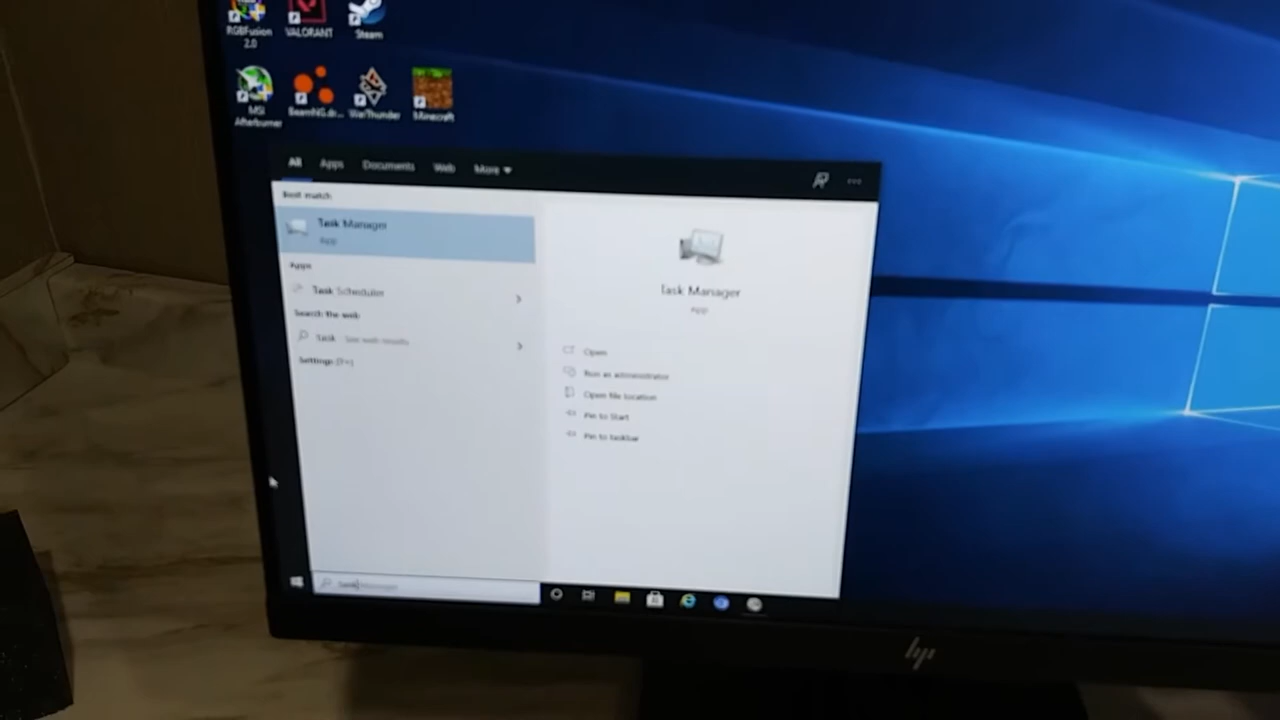 RGBFusion
2.0
VALORANT
Steam
MSI
Afterburner
BeamNG.dr...
WarThunder
Minecraft
All
Apps
Documents
Web
More
Best match
Task Manager
App
Apps
Task Scheduler
Search the web
task See web results
Settings (7+)
Task Manager
App
Open
Run as administrator
Open file location
Pin to Start
Pin to taskbar
task Manager
hp